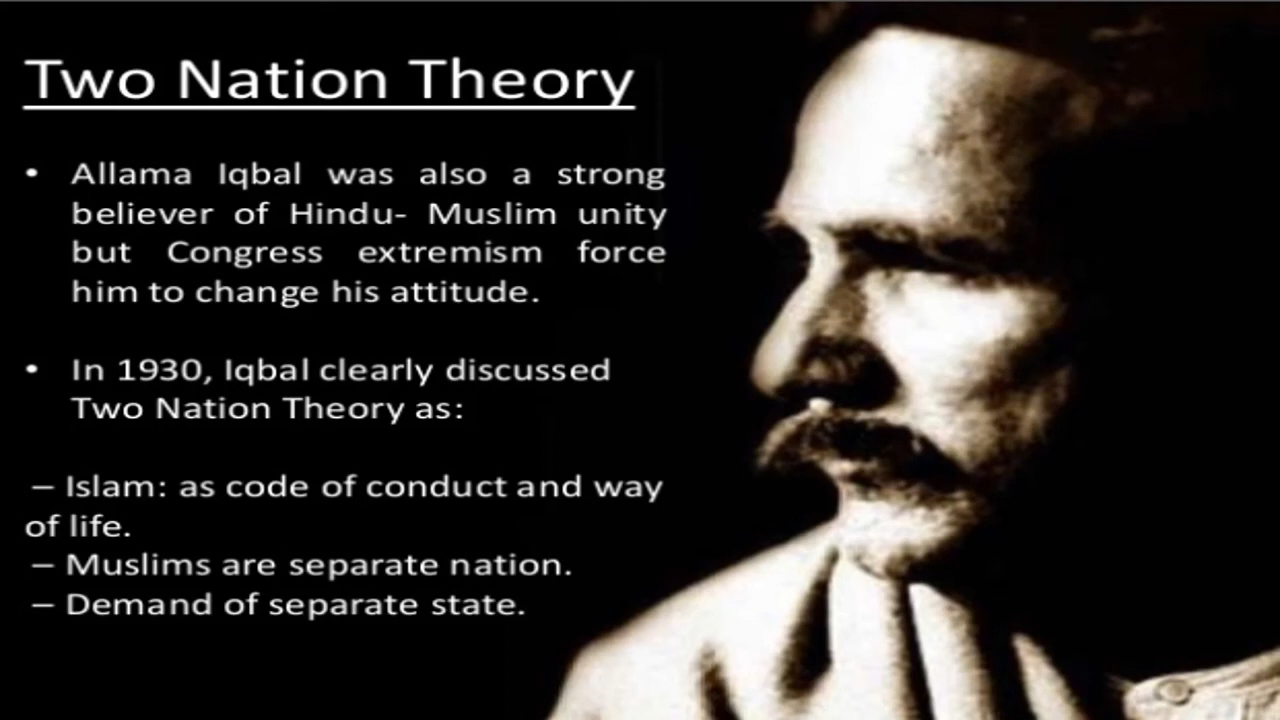 Two Nation Theory
• Allama Iqbal was also a strong
believer of Hindu- Muslim unity
but Congress extremism force
him to change his attitude.
• In 1930, Iqbal clearly discussed
Two Nation Theory as:
– Islam: as code of conduct and way
of life.
– Muslims are separate nation.
– Demand of separate state.